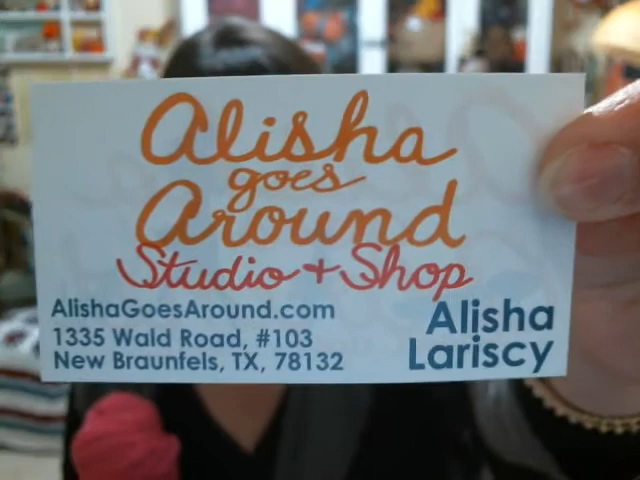 Alisha
goes
Around
Studio + Shop
AlishaGoesAround.com
1335 Wald Road, #103
New Braunfels, TX, 78132
Alisha
Lariscy